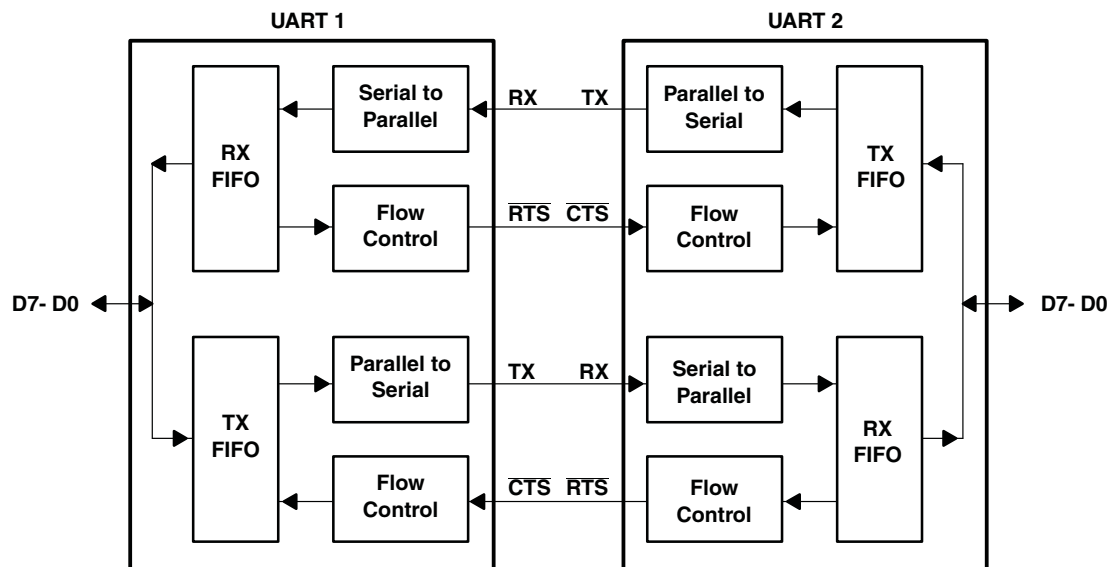 UART 1
UART 2
Serial to
Parallel
RX
TX
Parallel to
Serial
RX
FIFO
TX
FIFO
Flow
Control
RTS
CTS
Flow
Control
D7- D0
D7- D0
Parallel to
Serial
TX
RX
Serial to
Parallel
TX
FIFO
RX
FIFO
Flow
Control
CTS
RTS
Flow
Control